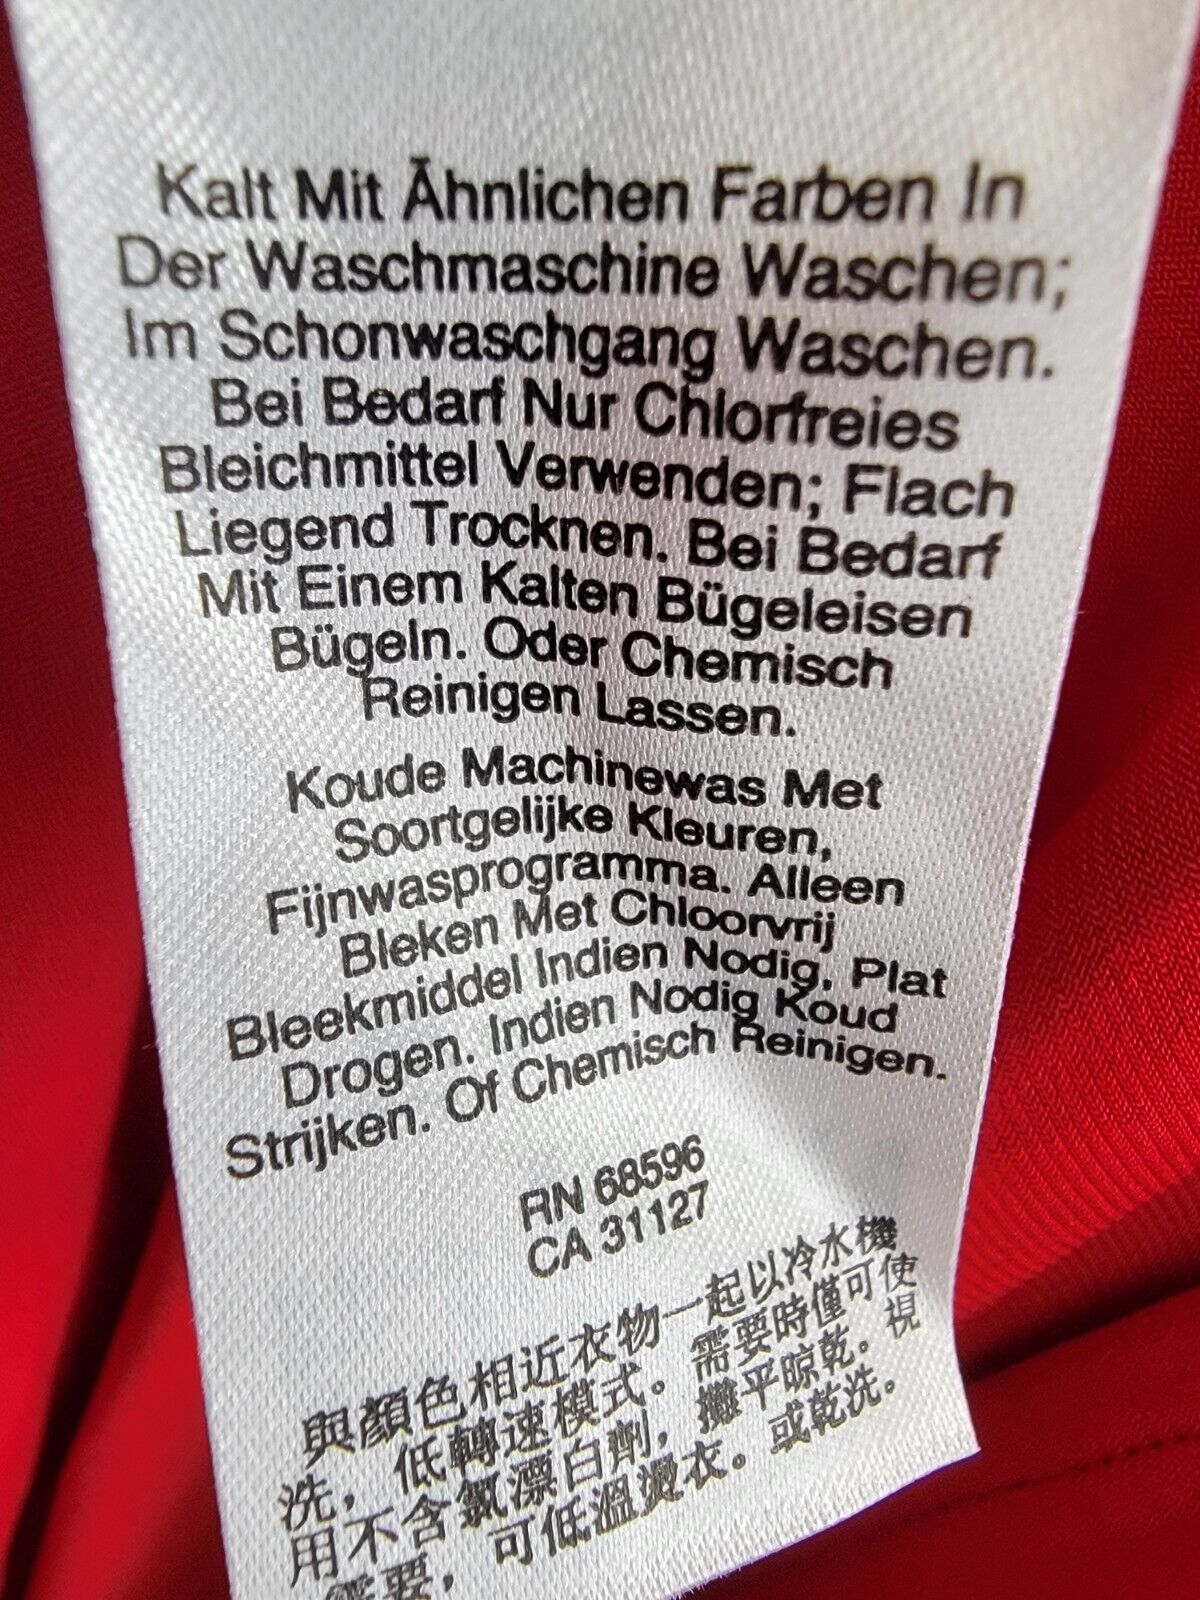 Kalt Mit Ähnlichen Farben In
Der Waschmaschine Waschen;
Im Schonwaschgang Waschen.
Bei Bedarf Nur Chlorfreies
Bleichmittel Verwenden; Flach
Liegend Trocknen. Bei Bedarf
Mit Einem Kalten Bügeleisen
Bügeln. Oder Chemisch
Reinigen Lassen.
Koude Machinewas Met
Soortgelijke Kleuren,
Fijnwasprogramma. Alleen
Bleken Met Chloorvrij
Bleekmiddel Indien Nodig, Plat
Drogen. Indien Nodig Koud
Strijken. Of Chemisch Reinigen.
RN 68596
CA 31127
與顏色相近衣物一起以冷水機
洗，低轉速模式。需要時僅可使
用不含氯漂白劑，攤平晾乾。視
需要，可低溫燙衣。或乾洗。